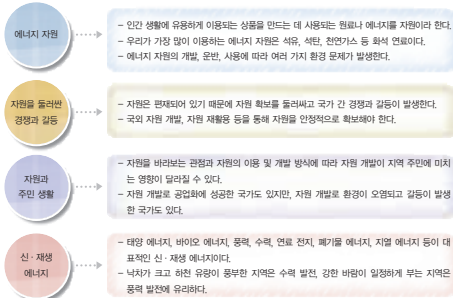 에너지 자원
– 인간 생활에 유용하게 이용되는 상품을 만드는 데 사용되는 원료나 에너지를 자원이라 한다.
– 우리가 가장 많이 이용하는 에너지 자원은 석유, 석탄, 천연가스 등 화석 연료이다.
– 에너지 자원의 개발, 운반, 사용에 따라 여러 가지 환경 문제가 발생한다.
자원을 둘러싼
경쟁과 갈등
– 자원은 편재되어 있기 때문에 자원 확보를 둘러싸고 국가 간 경쟁과 갈등이 발생한다.
– 국외 자원 개발, 자원 재활용 등을 통해 자원을 안정적으로 확보해야 한다.
자원과
주민 생활
– 자원을 바라보는 관점과 자원의 이용 및 개발 방식에 따라 자원 개발이 지역 주민에 미치
는 영향이 달라질 수 있다.
– 자원 개발로 공업화에 성공한 국가도 있지만, 자원 개발로 환경이 오염되고 갈등이 발생
한 국가도 있다.
신 · 재생
에너지
– 태양 에너지, 바이오 에너지, 풍력, 수력, 연료 전지, 폐기물 에너지, 지열 에너지 등이 대
표적인 신 · 재생 에너지이다.
– 낙차가 크고 하천 유량이 풍부한 지역은 수력 발전, 강한 바람이 일정하게 부는 지역은
풍력 발전에 유리하다.